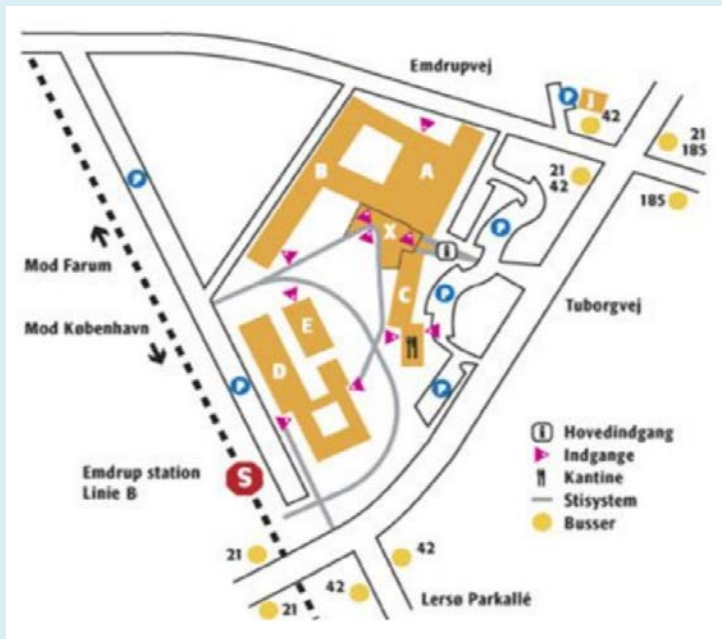 Emdrupvej
P
J
42
21
185
B
A
21
42
185
P
X
P
Mod Farum
C
P
Tuborgvej
Mod København
E
D
P
P
Hovedindgang
Indgange
Kantine
Stisystem
Busser
Emdrup station
Linie B
S
21
42
42
21
Lersø Parkallé